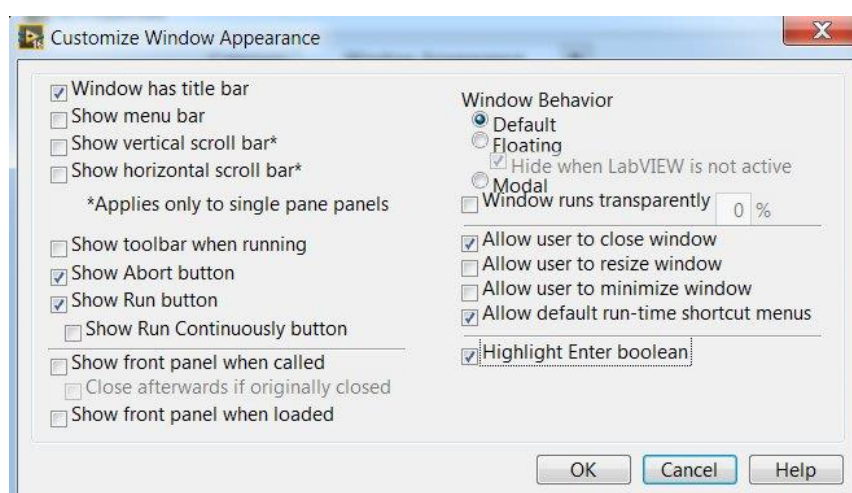 Customize Window Appearance
Window has title bar
Show menu bar
Show vertical scroll bar*
Show horizontal scroll bar*
*Applies only to single pane panels
Show toolbar when running
Show Abort button
Show Run button
Show Run Continuously button
Show front panel when called
Close afterwards if originally closed
Show front panel when loaded
Window Behavior
Default
Floating
Hide when LabVIEW is not active
Modal
Window runs transparently 0 %
Allow user to close window
Allow user to resize window
Allow user to minimize window
Allow default run-time shortcut menus
Highlight Enter boolean
OK Cancel Help